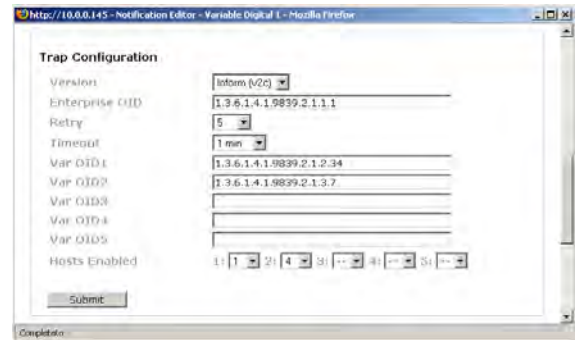 http://10.0.0.145 - Notification Editor - Variable Digital 1 - Mozilla Firefox
Trap Configuration
Version Inform (v2c)
Enterprise OID 1.3.6.1.4.1.9839.2.1.1.1
Retry 5
Timeout 1 min
Var OID1 1.3.6.1.4.1.9839.2.1.2.34
Var OID2 1.3.6.1.4.1.9839.2.1.3.7
Var OID3
Var OID4
Var OID5
Hosts Enabled 1: 1 2: 4 3: -- 4: -- 5: --
Submit
Completato